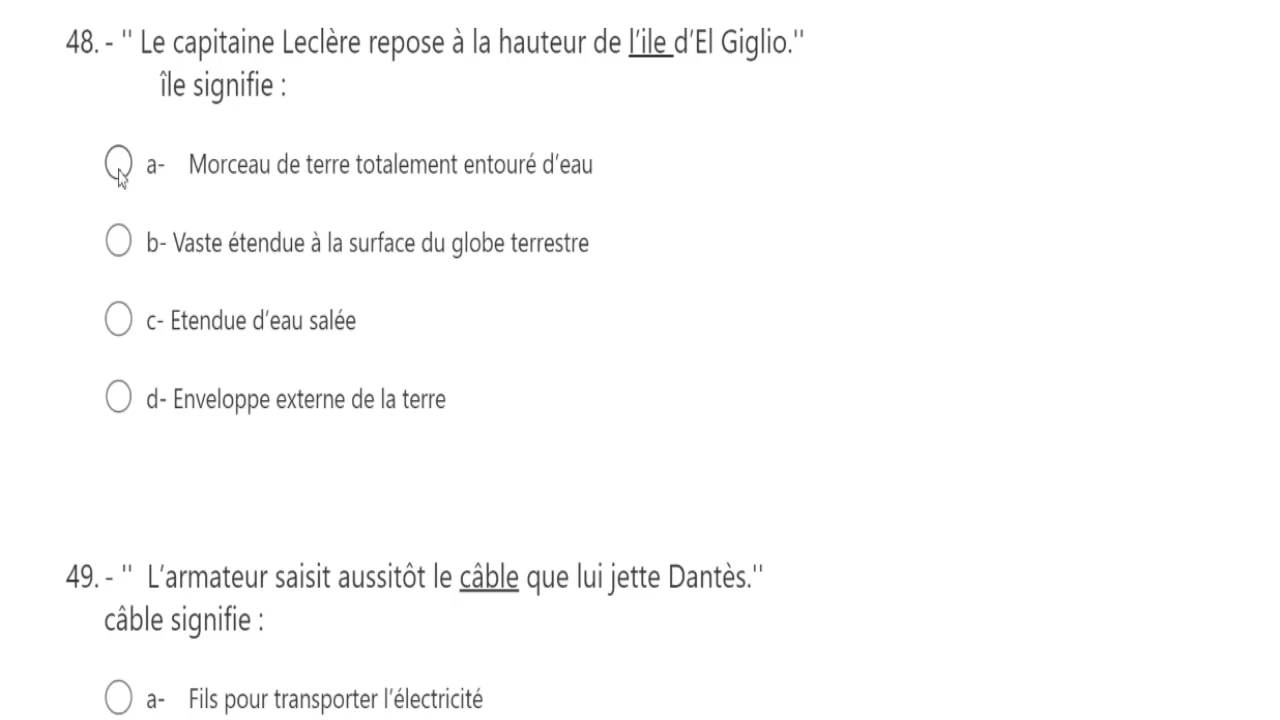 48. - " Le capitaine Leclère repose à la hauteur de l'ile d'El Giglio."
île signifie :
a- Morceau de terre totalement entouré d'eau
b- Vaste étendue à la surface du globe terrestre
c- Etendue d'eau salée
d- Enveloppe externe de la terre
49. - " L'armateur saisit aussitôt le câble que lui jette Dantès."
câble signifie :
a- Fils pour transporter l'électricité